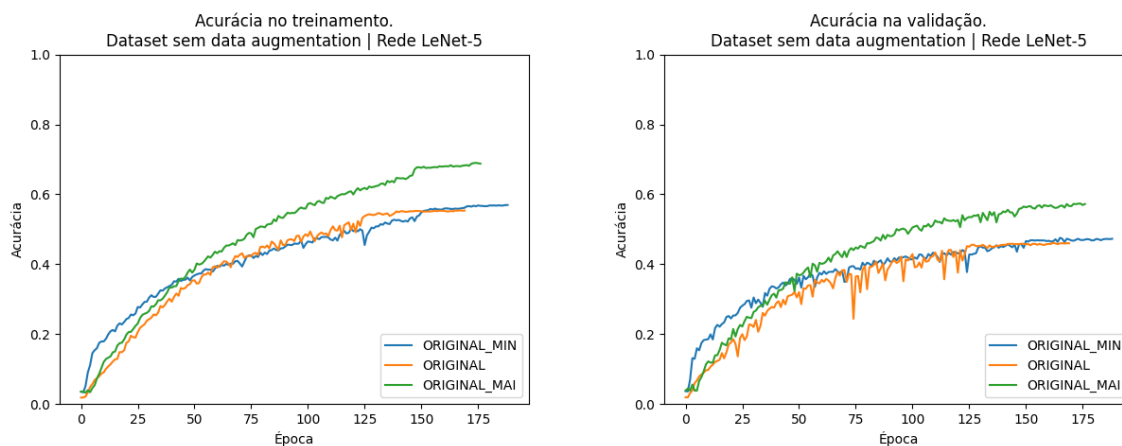 Acurácia no treinamento.
Dataset sem data augmentation | Rede LeNet-5
1.0
0.8
0.6
0.4
0.2
0.0
Acurácia
0
25
50
75
100
125
150
175
Época
ORIGINAL_MIN
ORIGINAL
ORIGINAL_MAI
Acurácia na validação.
Dataset sem data augmentation | Rede LeNet-5
1.0
0.8
0.6
0.4
0.2
0.0
Acurácia
0
25
50
75
100
125
150
175
Época
ORIGINAL_MIN
ORIGINAL
ORIGINAL_MAI